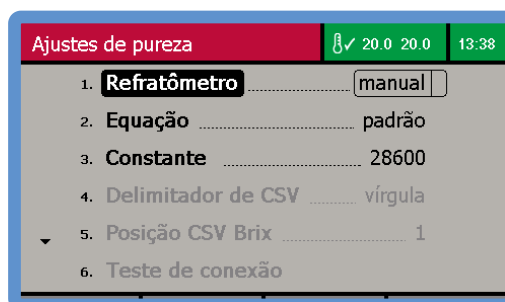 Ajustes de pureza 20.0 20.0 13:38
1. Refratômetro manual
2. Equação padrão
3. Constante 28600
4. Delimitador de CSV vírgula
5. Posição CSV Brix 1
6. Teste de conexão